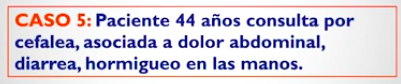 CASO 5: Paciente 44 años consulta por
cefalea, asociada a dolor abdominal,
diarrea, hormigueo en las manos.